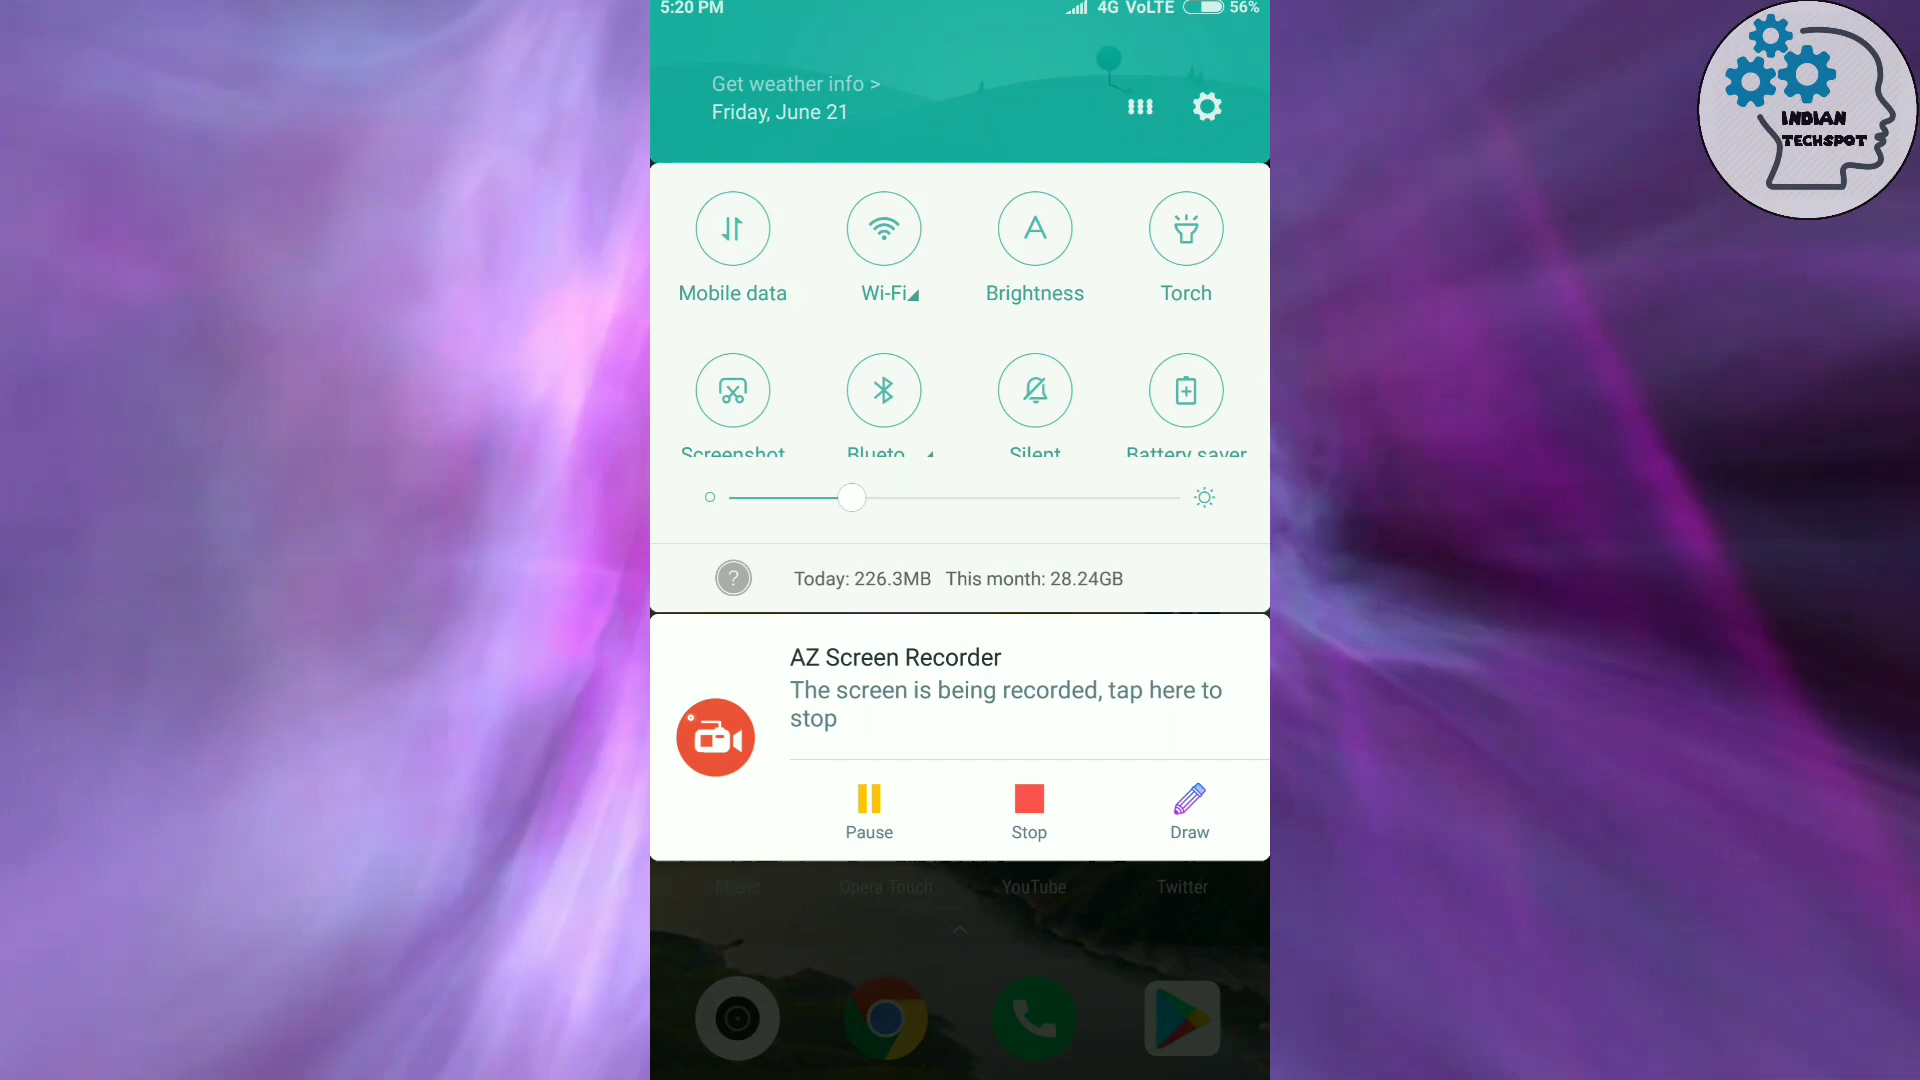 5:20 PM
4G VoLTE 56%
INDIAN
TECHSPOT
Get weather info >
Friday, June 21
Mobile data
Wi-Fi
Brightness
Torch
Screenshot
Blueto
Silent
Battery saver
Today: 226.3MB This month: 28.24GB
AZ Screen Recorder
The screen is being recorded, tap here to
stop
Pause
Stop
Draw
Music
Opera Touch
YouTube
Twitter